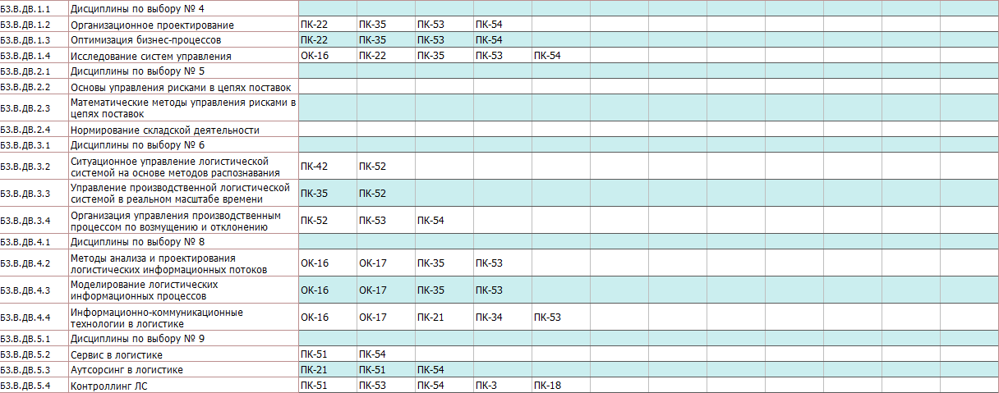 Б3.В.ДВ.1.1 Дисциплины по выбору № 4
Б3.В.ДВ.1.2 Организационное проектирование ПК-22 ПК-35 ПК-53 ПК-54
Б3.В.ДВ.1.3 Оптимизация бизнес-процессов ПК-22 ПК-35 ПК-53 ПК-54
Б3.В.ДВ.1.4 Исследование систем управления ОК-16 ПК-22 ПК-35 ПК-53 ПК-54
Б3.В.ДВ.2.1 Дисциплины по выбору № 5
Б3.В.ДВ.2.2 Основы управления рисками в цепях поставок
Б3.В.ДВ.2.3 Математические методы управления рисками в
цепях поставок
Б3.В.ДВ.2.4 Нормирование складской деятельности
Б3.В.ДВ.3.1 Дисциплины по выбору № 6
Б3.В.ДВ.3.2 Ситуационное управление логистической
системой на основе методов распознавания ПК-42 ПК-52
Б3.В.ДВ.3.3 Управление производственной логистической
системой в реальном масштабе времени ПК-35 ПК-52
Б3.В.ДВ.3.4 Организация управления производственным
процессом по возмущению и отклонению ПК-52 ПК-53 ПК-54
Б3.В.ДВ.4.1 Дисциплины по выбору № 8
Б3.В.ДВ.4.2 Методы анализа и проектирования
логистических информационных потоков ОК-16 ОК-17 ПК-35 ПК-53
Б3.В.ДВ.4.3 Моделирование логистических
информационных процессов ОК-16 ОК-17 ПК-35 ПК-53
Б3.В.ДВ.4.4 Информационно-коммуникационные
технологии в логистике ОК-16 ОК-17 ПК-21 ПК-34 ПК-53
Б3.В.ДВ.5.1 Дисциплины по выбору № 9
Б3.В.ДВ.5.2 Сервис в логистике ПК-51 ПК-54
Б3.В.ДВ.5.3 Аутсорсинг в логистике ПК-21 ПК-51 ПК-54
Б3.В.ДВ.5.4 Контроллинг ЛС ПК-51 ПК-53 ПК-54 ПК-3 ПК-18